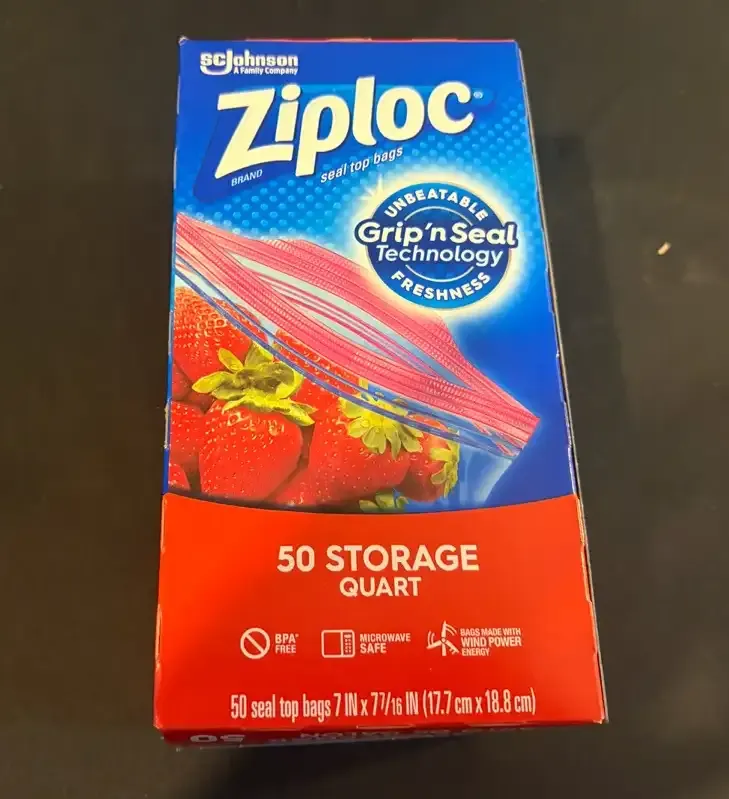 SCJohnson
A Family Company
Ziploc®
BRAND
seal top bags
UNBEATABLE
Grip'n Seal
Technology
FRESHNESS
50 STORAGE
QUART
BPA*
FREE
MICROWAVE
SAFE
BAGS MADE WITH
WIND POWER
ENERGY
50 seal top bags 7 IN x 7 7/16 IN (17.7 cm x 18.8 cm)
50